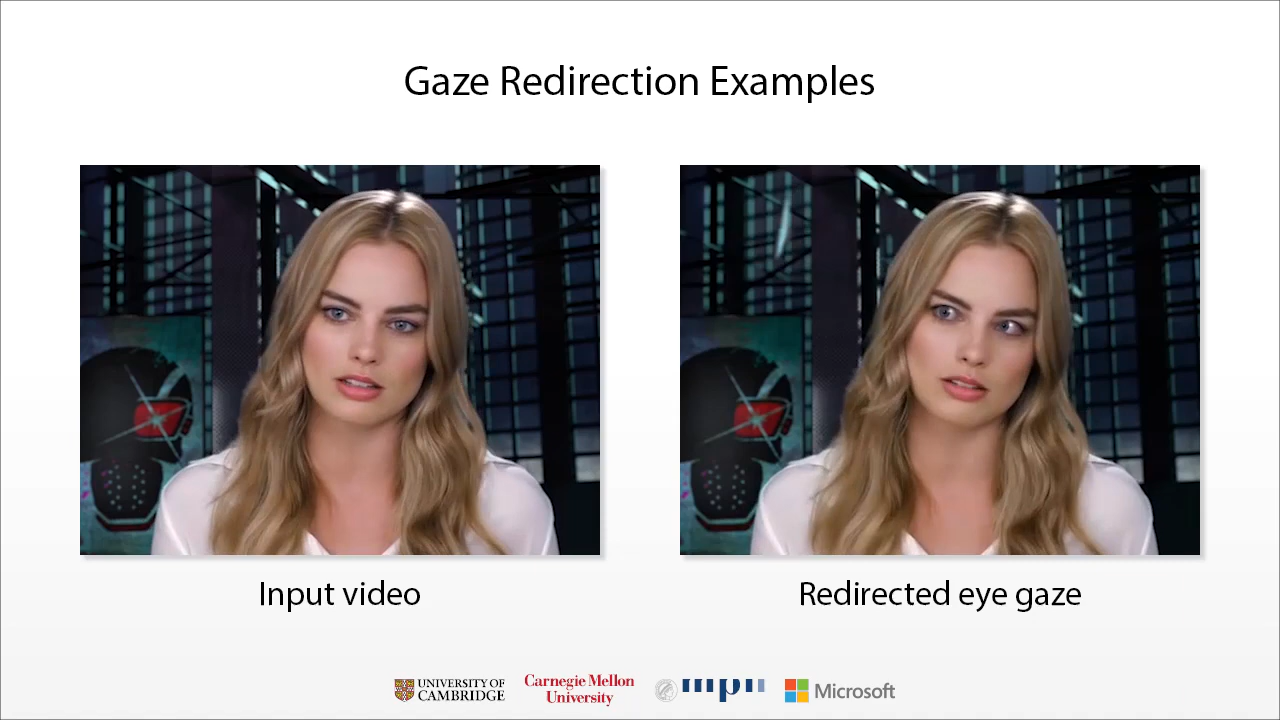 Gaze Redirection Examples
Input video
Redirected eye gaze
UNIVERSITY OF
CAMBRIDGE
Carnegie Mellon
University
mpii
Microsoft